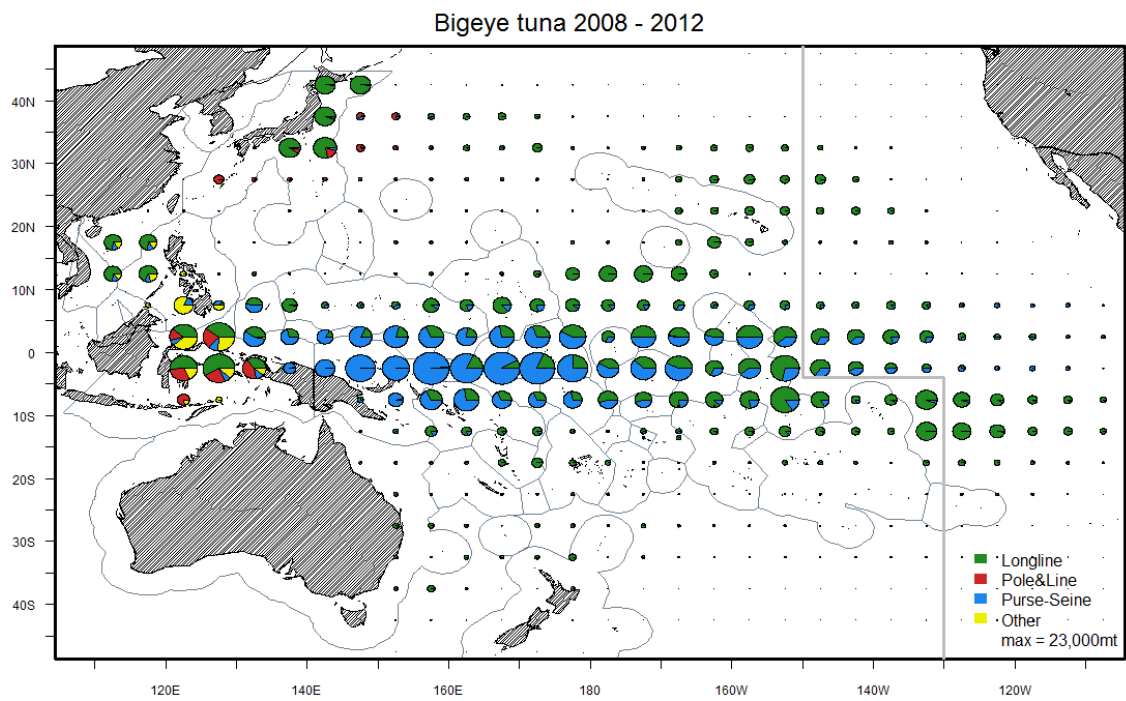 Bigeye tuna 2008 - 2012
40N
30N
20N
10N
0
10S
20S
30S
40S
Longline
Pole&Line
Purse-Seine
Other
max = 23,000mt
120E
140E
160E
180
160W
140W
120W